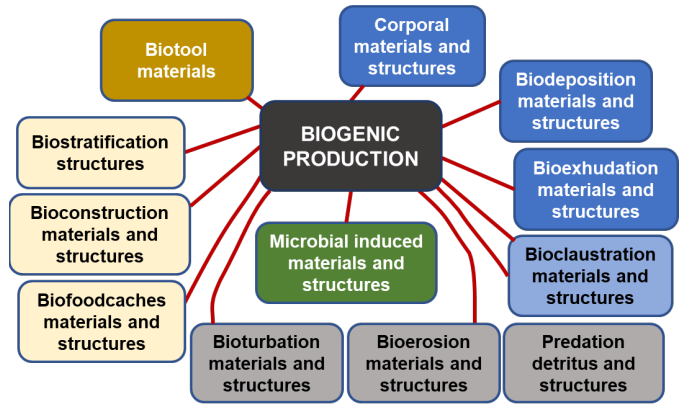 Biotool
materials
Corporal
materials and
structures
Biodeposition
materials and
structures
BIOGENIC
PRODUCTION
Biostratification
structures
Bioexhudation
materials and
structures
Bioconstruction
materials and
structures
Microbial induced
materials and
structures
Bioclaustration
materials and
structures
Biofoodcaches
materials and
structures
Bioturbation
materials and
structures
Bioerosion
materials and
structures
Predation
detritus and
structures